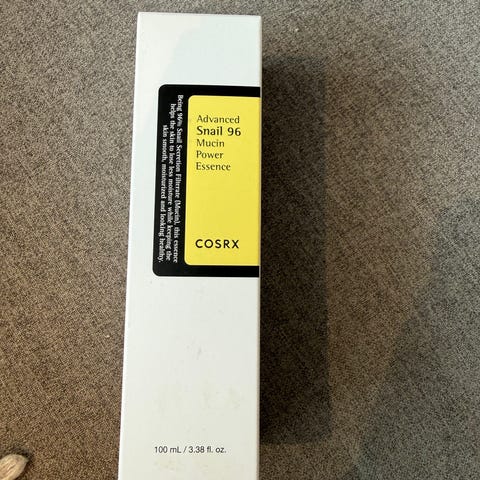 Advanced
Snail 96
Mucin
Power
Essence
COSRX
Being 96% Snail Secretion Filtrate (Mucin), this essence
helps the skin to lose less moisture while keeping the
skin smooth, moisturized and looking healthy.
100 mL / 3.38 fl. oz.